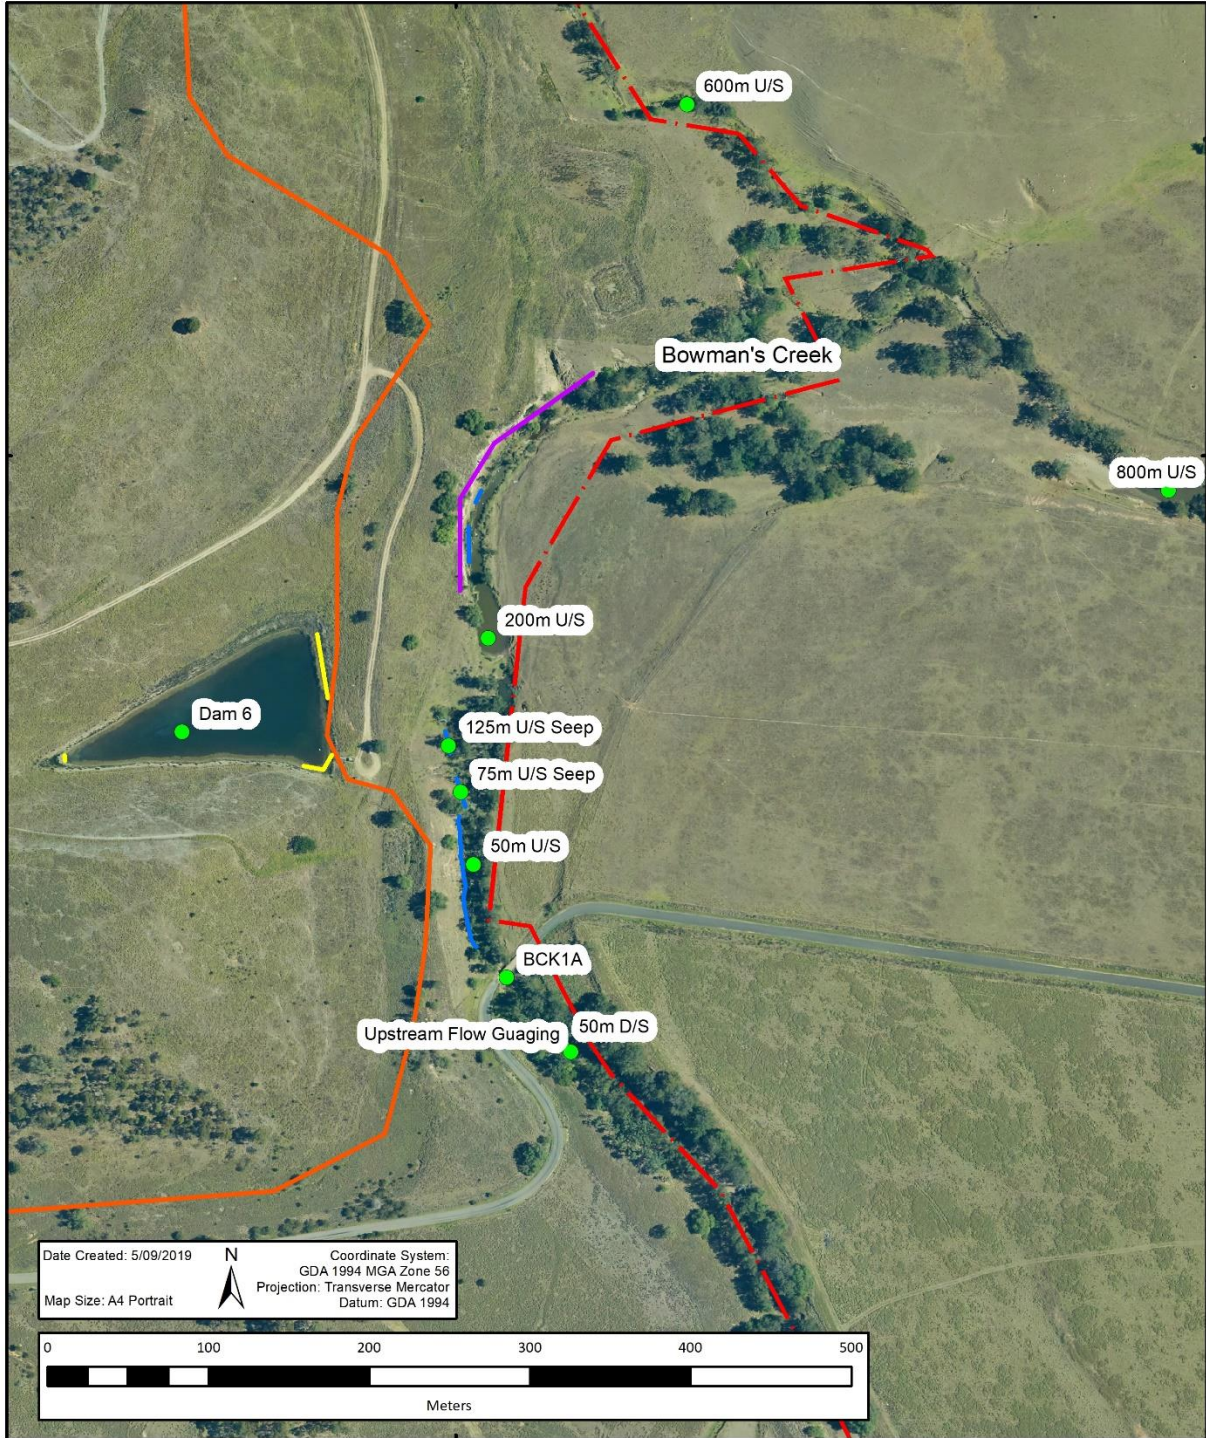 600m U/S
Bowman's Creek
800m U/S
200m U/S
Dam 6
125m U/S Seep
75m U/S Seep
50m U/S
BCK1A
Upstream Flow Guaging
50m D/S
Date Created: 5/09/2019
Map Size: A4 Portrait
N
Coordinate System:
GDA 1994 MGA Zone 56
Projection: Transverse Mercator
Datum: GDA 1994
0 100 200 300 400 500
Meters